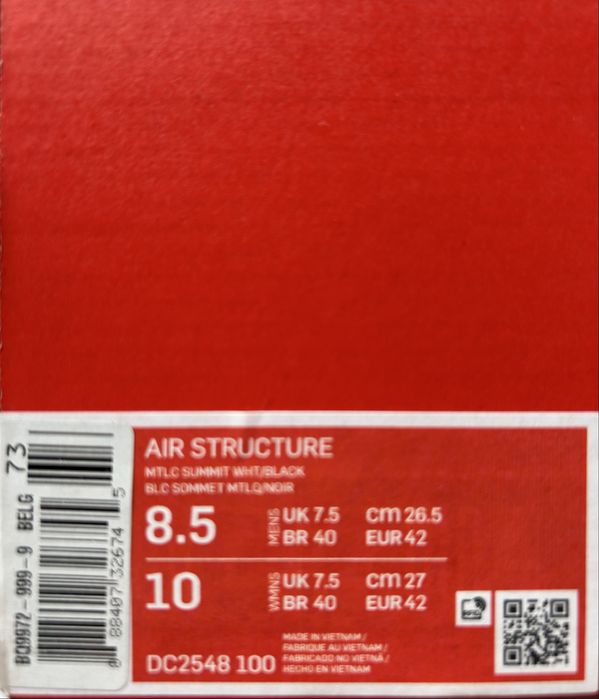 AIR STRUCTURE
MTLC SUMMIT WHT/BLACK
BLC SOMMET MTLQ/NOIR
8.5 MENS UK 7.5 cm 26.5
BR 40 EUR 42
10 WMNS UK 7.5 cm 27
BR 40 EUR 42
DC2548 100
MADE IN VIETNAM /
FABRIQUE AU VIETNAM /
FABRICADO NO VIETNÃ /
HECHO EN VIETNAM
73
BQ9972-999-9 BELG
88407 32674 5